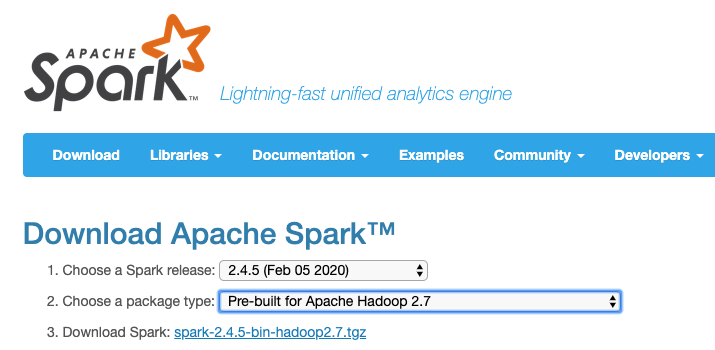 APACHE
Spark™
Lightning-fast unified analytics engine
Download Libraries Documentation Examples Community Developers
Download Apache Spark™
1. Choose a Spark release: 2.4.5 (Feb 05 2020)
2. Choose a package type: Pre-built for Apache Hadoop 2.7
3. Download Spark: spark-2.4.5-bin-hadoop2.7.tgz